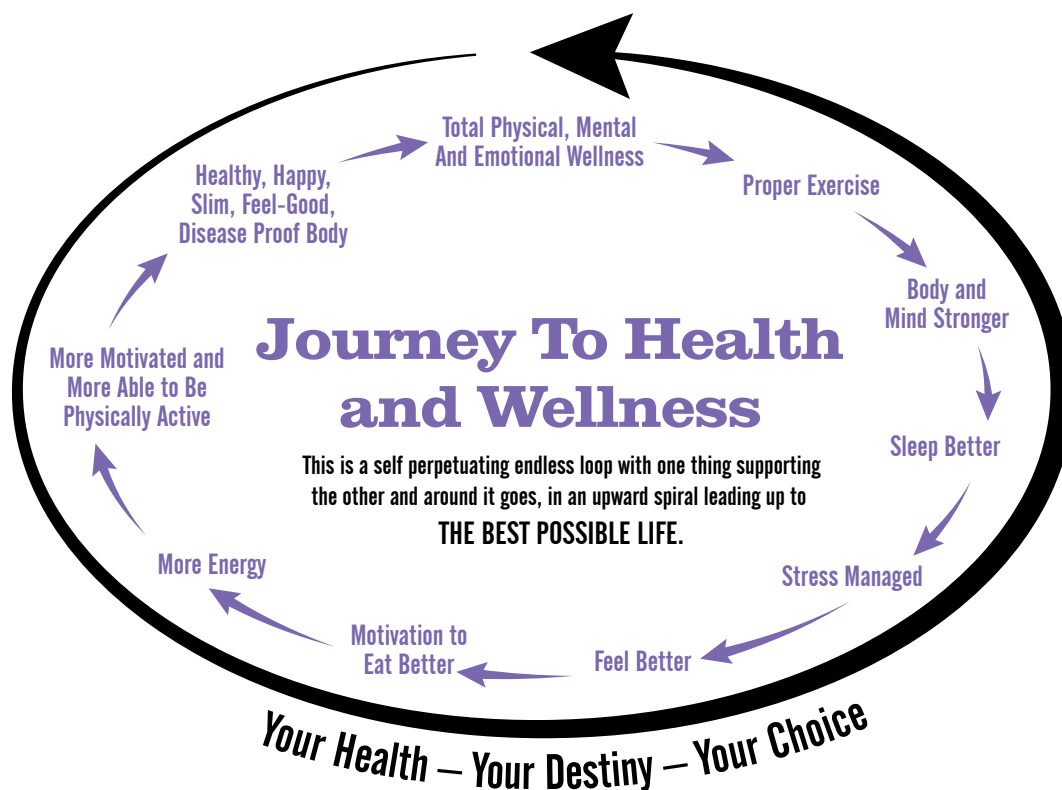 Total Physical, Mental
And Emotional Wellness
Proper Exercise
Body and
Mind Stronger
Sleep Better
Stress Managed
Feel Better
Motivation to
Eat Better
More Energy
More Motivated and
More Able to Be
Physically Active
Healthy, Happy,
Slim, Feel-Good,
Disease Proof Body
Journey To Health
and Wellness
This is a self perpetuating endless loop with one thing supporting
the other and around it goes, in an upward spiral leading up to
THE BEST POSSIBLE LIFE.
Your Health – Your Destiny – Your Choice